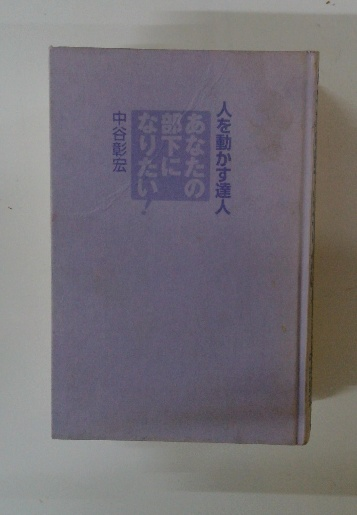 人を動かす達人
あなたの
部下に
なりたい!
中谷彰宏